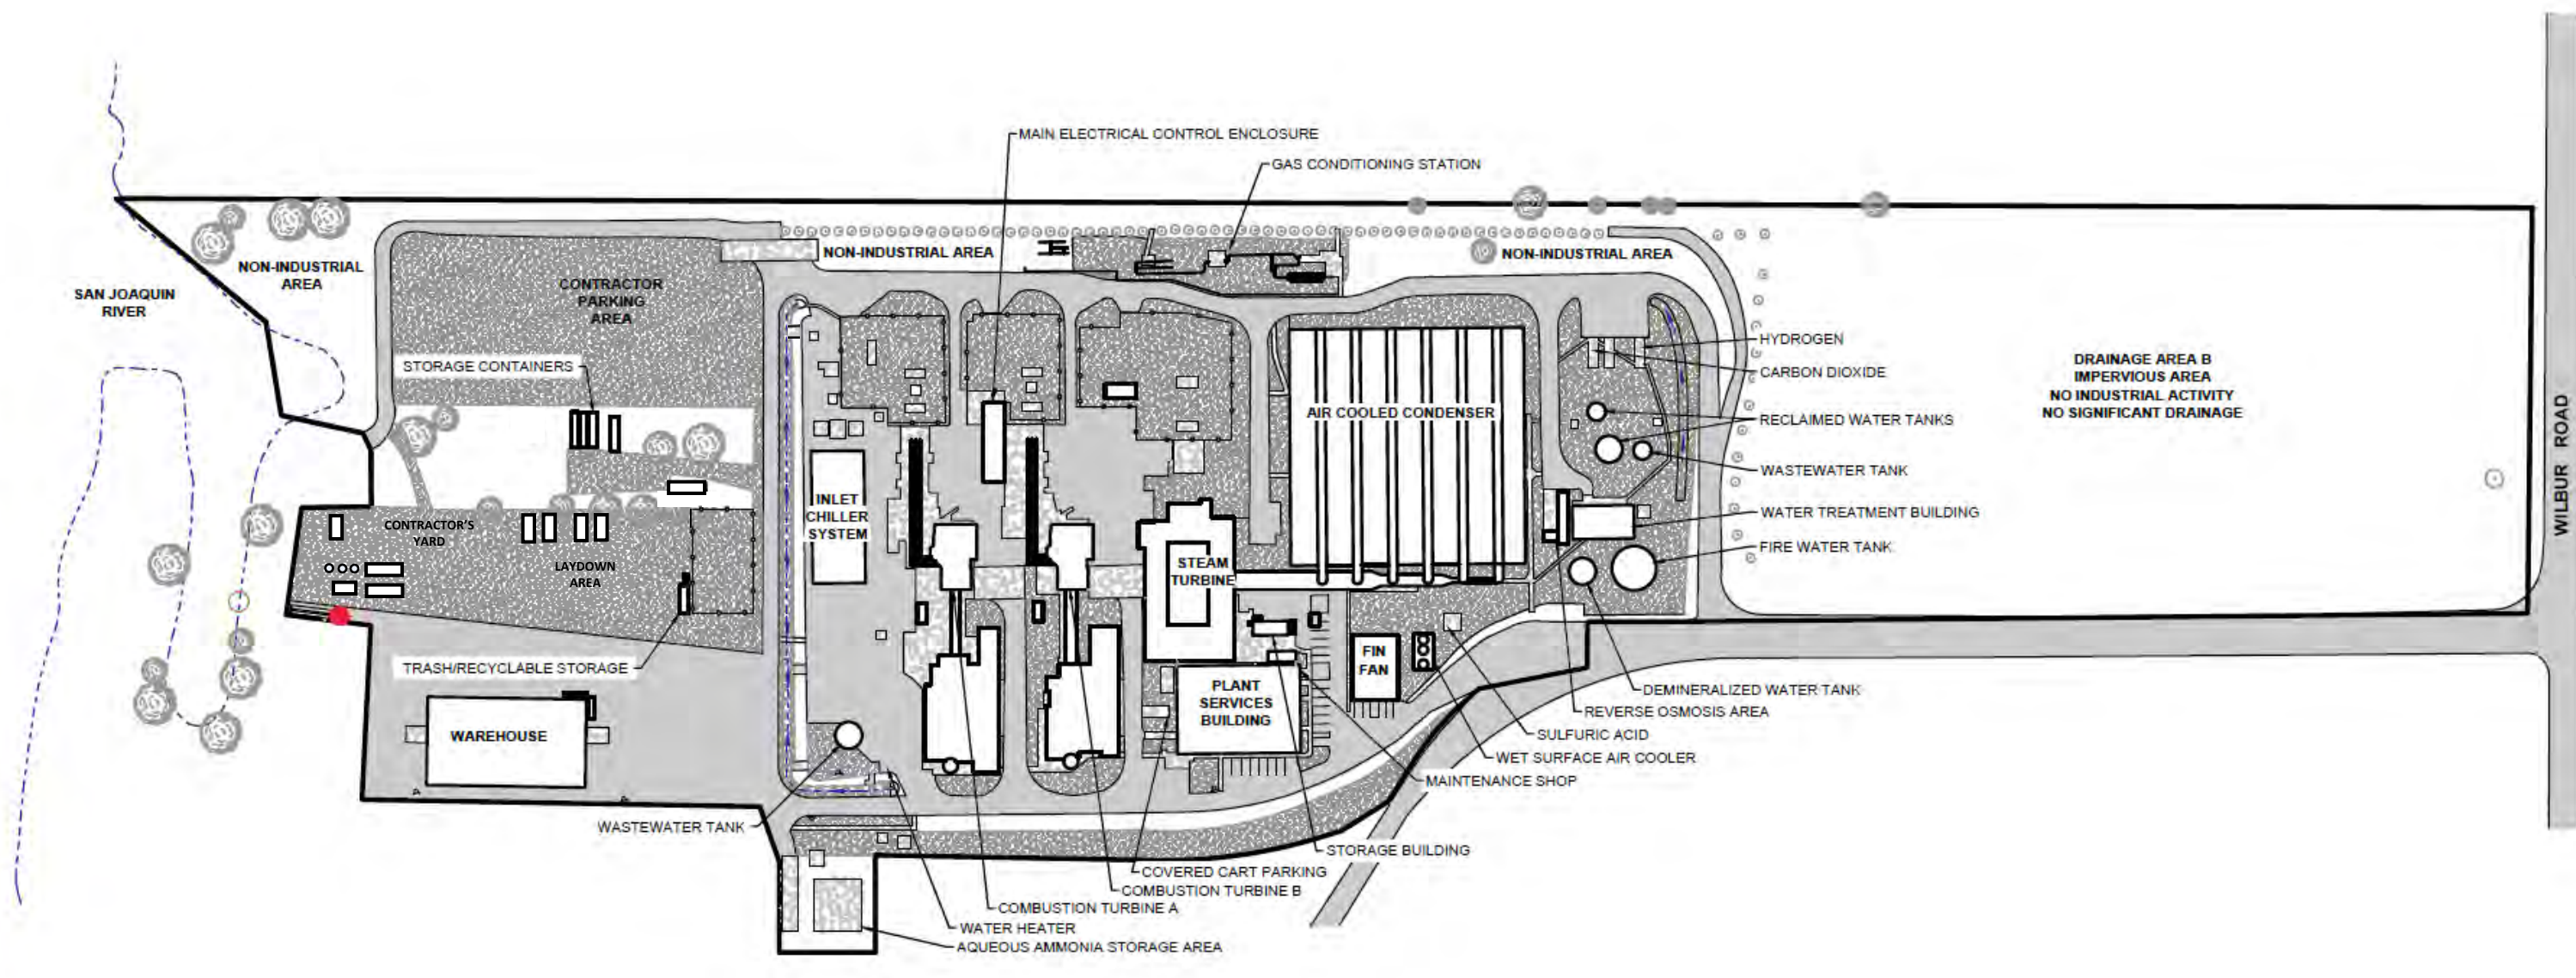 MAIN ELECTRICAL CONTROL ENCLOSURE
GAS CONDITIONING STATION
NON-INDUSTRIAL AREA
NON-INDUSTRIAL AREA
NON-INDUSTRIAL
AREA
SAN JOAQUIN
RIVER
CONTRACTOR
PARKING
AREA
STORAGE CONTAINERS
HYDROGEN
CARBON DIOXIDE
AIR COOLED CONDENSER
RECLAIMED WATER TANKS
WASTEWATER TANK
DRAINAGE AREA B
IMPERVIOUS AREA
NO INDUSTRIAL ACTIVITY
NO SIGNIFICANT DRAINAGE
WILBUR ROAD
INLET
CHILLER
SYSTEM
CONTRACTOR'S
YARD
LAYDOWN
AREA
STEAM
TURBINE
WATER TREATMENT BUILDING
FIRE WATER TANK
TRASH/RECYCLABLE STORAGE
WAREHOUSE
PLANT
SERVICES
BUILDING
FIN
FAN
DEMINERALIZED WATER TANK
REVERSE OSMOSIS AREA
SULFURIC ACID
WET SURFACE AIR COOLER
MAINTENANCE SHOP
WASTEWATER TANK
STORAGE BUILDING
COVERED CART PARKING
COMBUSTION TURBINE B
COMBUSTION TURBINE A
WATER HEATER
AQUEOUS AMMONIA STORAGE AREA